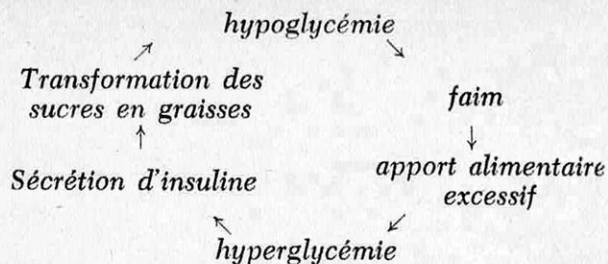 hypoglycémie
Transformation des
sucres en graisses
faim
Sécrétion d'insuline
apport alimentaire
excessif
hyperglycémie